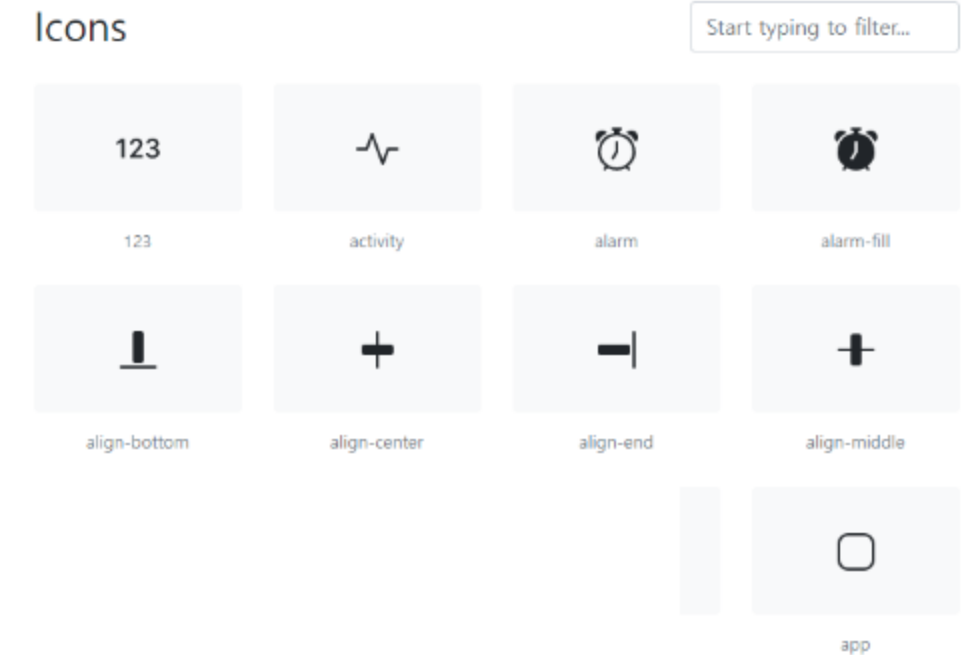 Icons
Start typing to filter...
123
123
activity
alarm
alarm-fill
align-bottom
align-center
align-end
align-middle
app